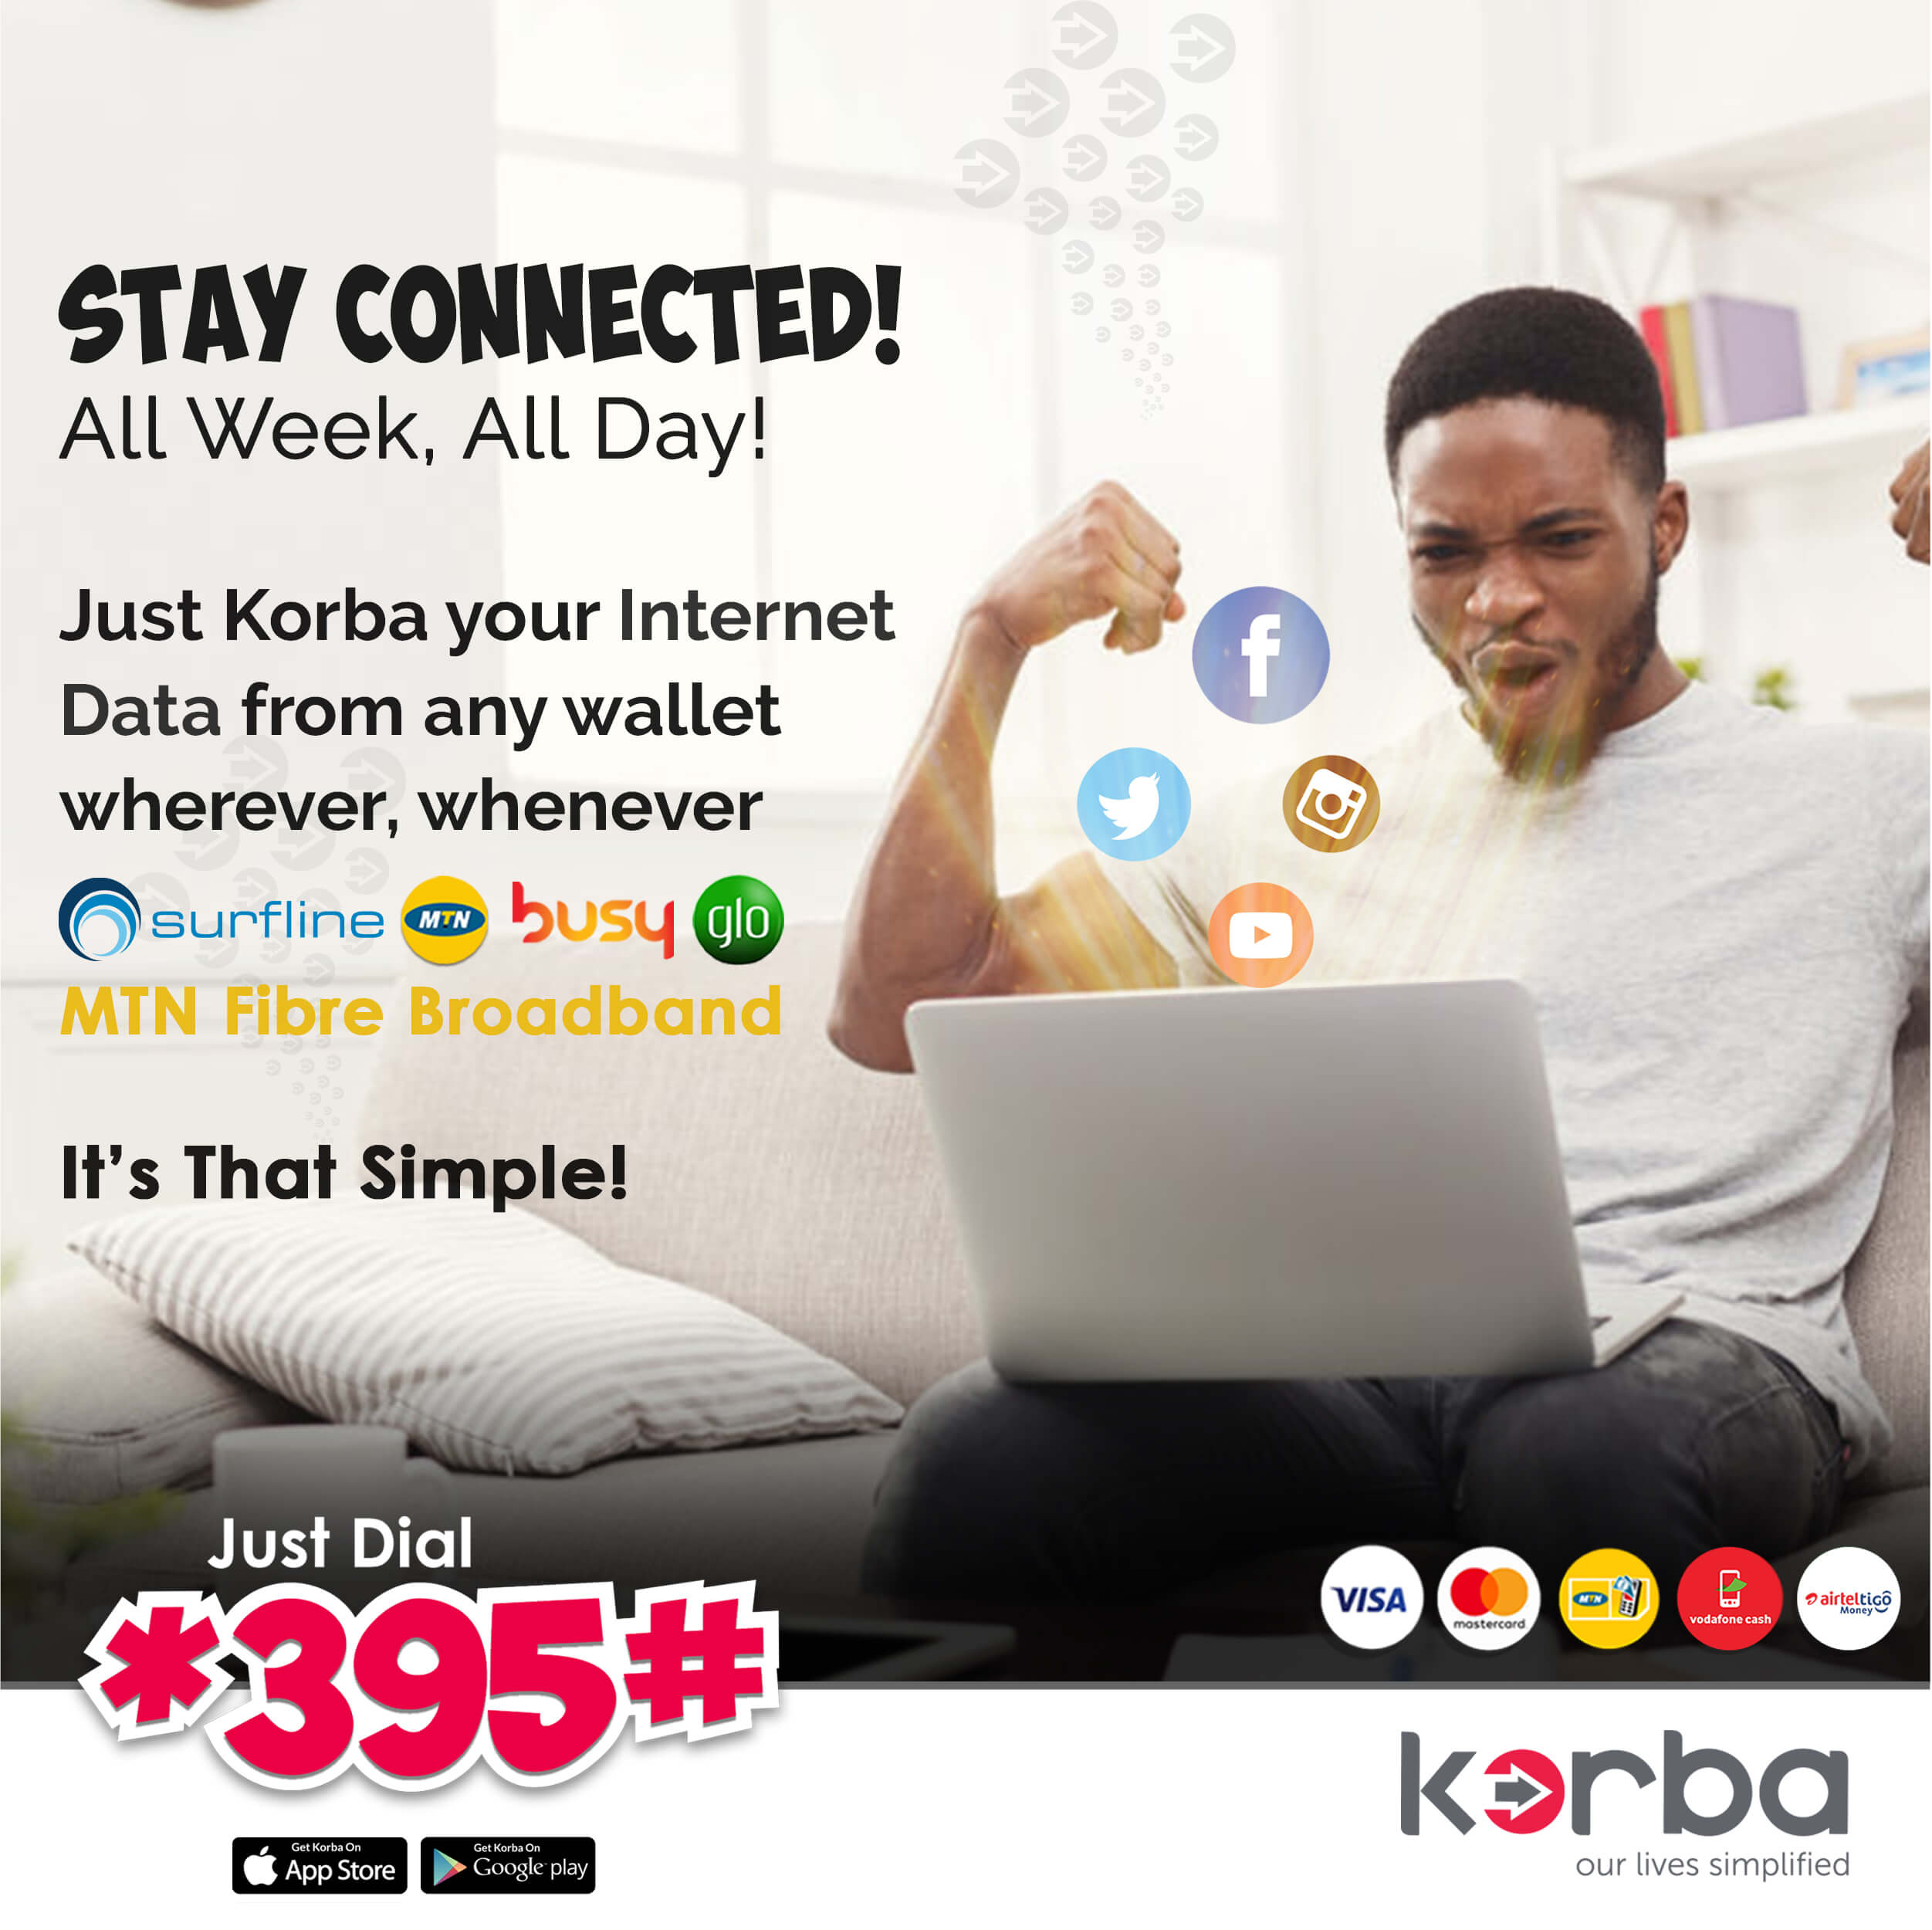 STAY CONNECTED!
All Week, All Day!
Just Korba your Internet
Data from any wallet
wherever, whenever
surfline MTN busy glo
MTN Fibre Broadband
It's That Simple!
Just Dial
*395#
Get Korba On
App Store
Get Korba On
Google play
VISA
mastercard
MTN
vodafone cash
airteltigo
Money
korba
our lives simplified